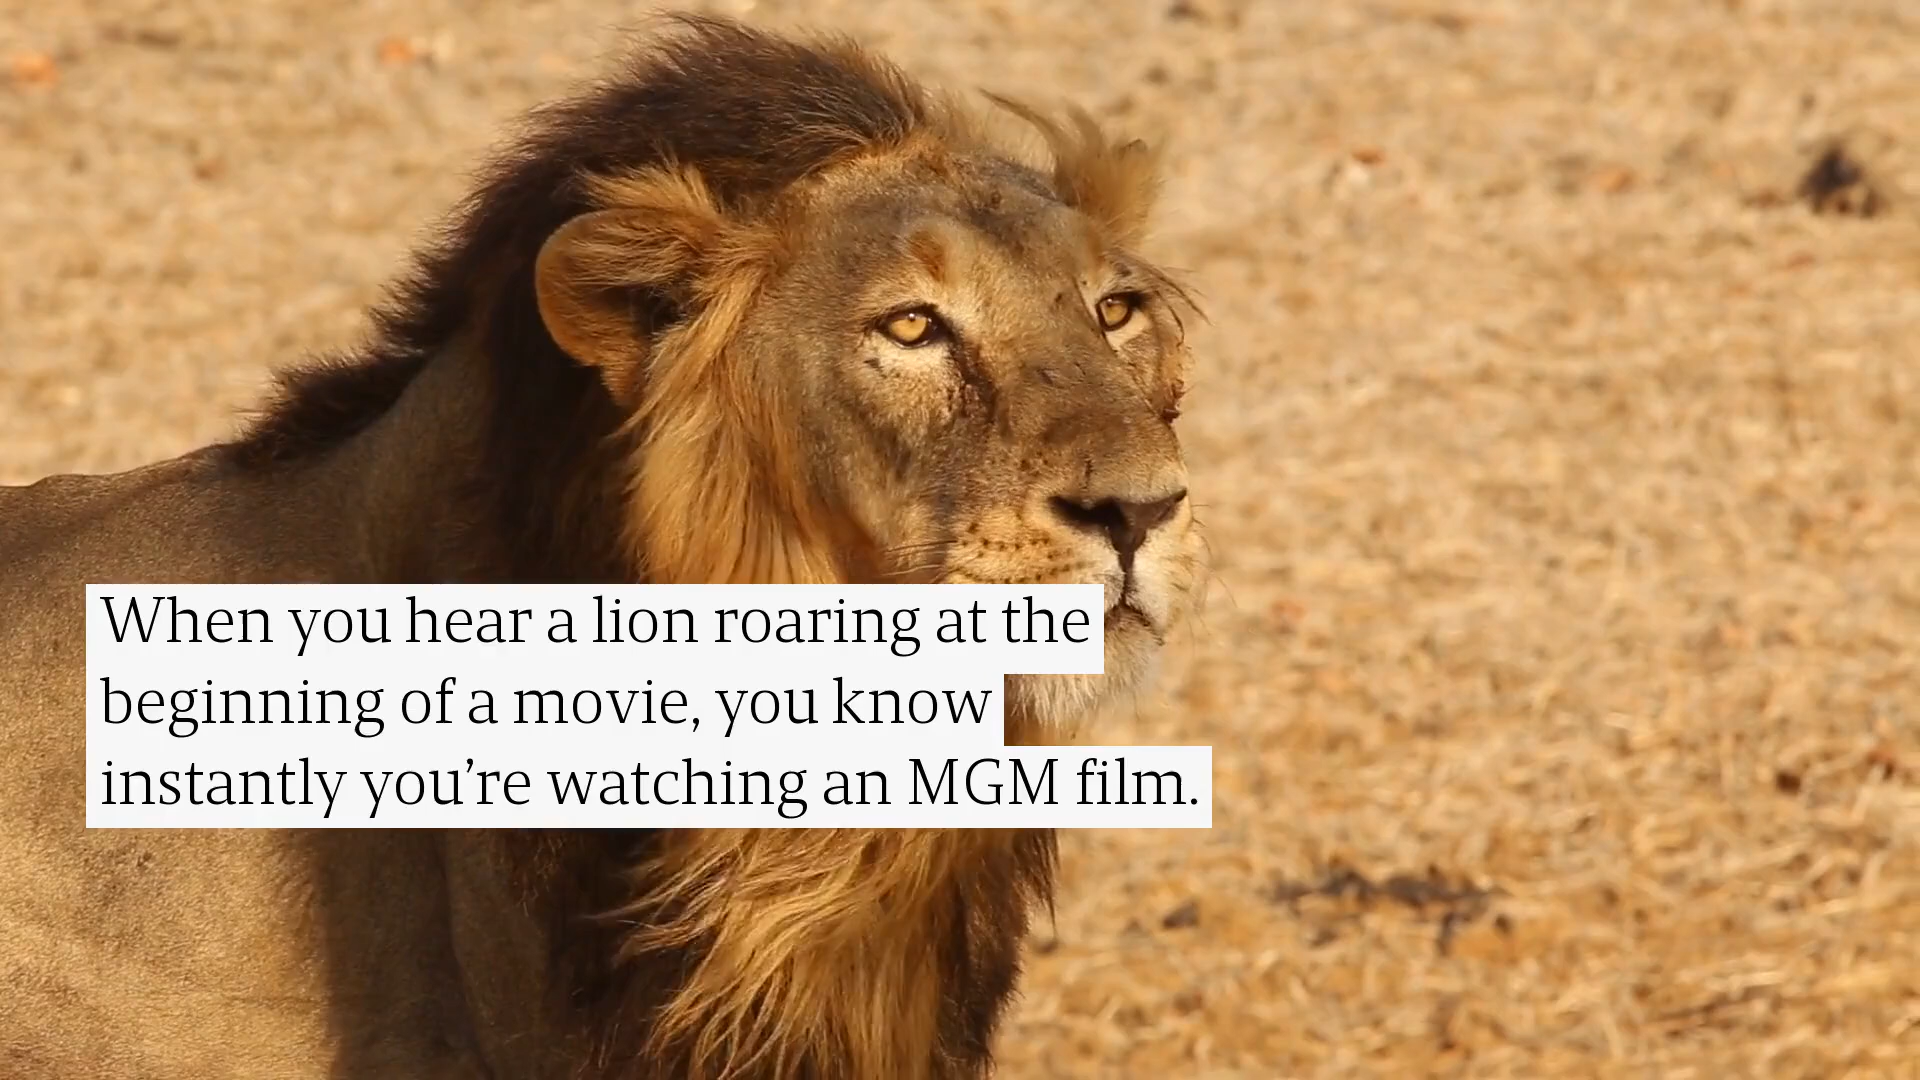 When you hear a lion roaring at the
beginning of a movie, you know
instantly you’re watching an MGM film.